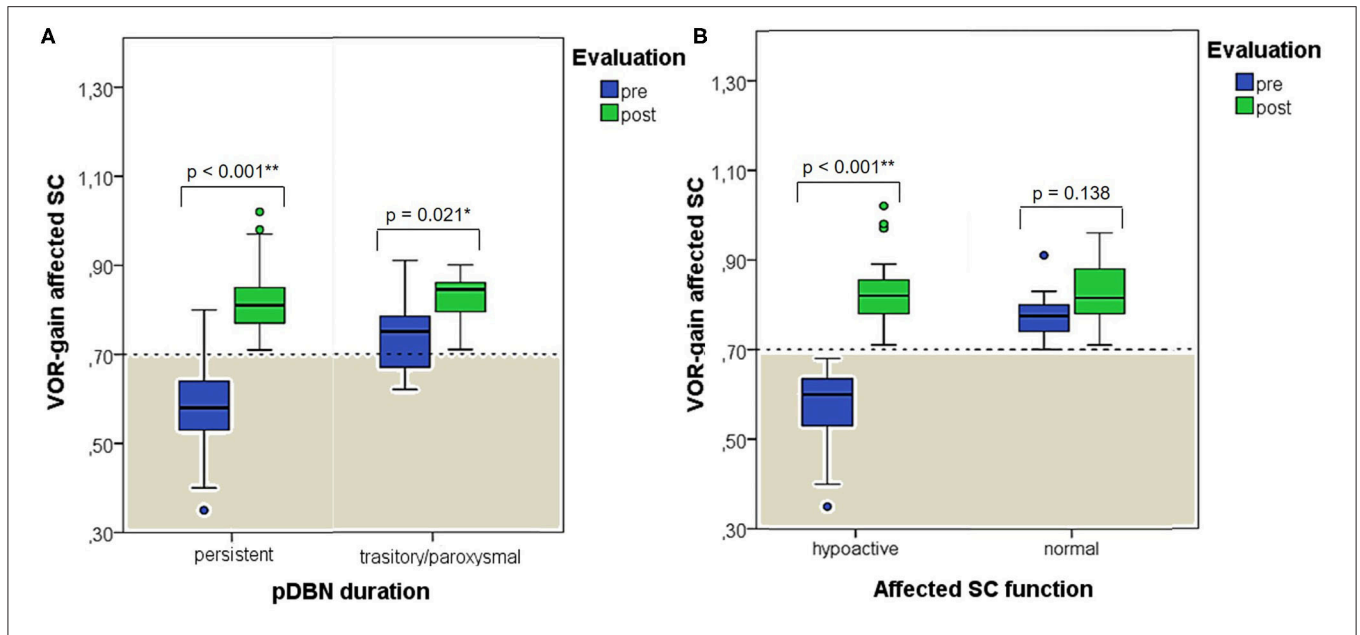 A
Evaluation
pre
post
1,30
1,10
,90
,70
,50
,30
VOR-gain affected SC
p < 0.001**
p = 0.021*
persistent
trasitory/paroxysmal
pDBN duration
B
Evaluation
pre
post
1,30
1,10
,90
,70
,50
,30
VOR-gain affected SC
p < 0.001**
p = 0.138
hypoactive
normal
Affected SC function